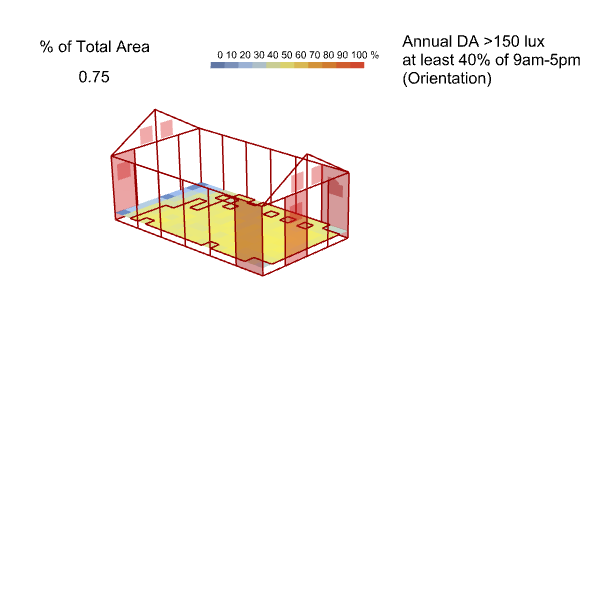 % of Total Area
0.75
0 10 20 30 40 50 60 70 80 90 100 %
Annual DA >150 lux
at least 40% of 9am-5pm
(Orientation)